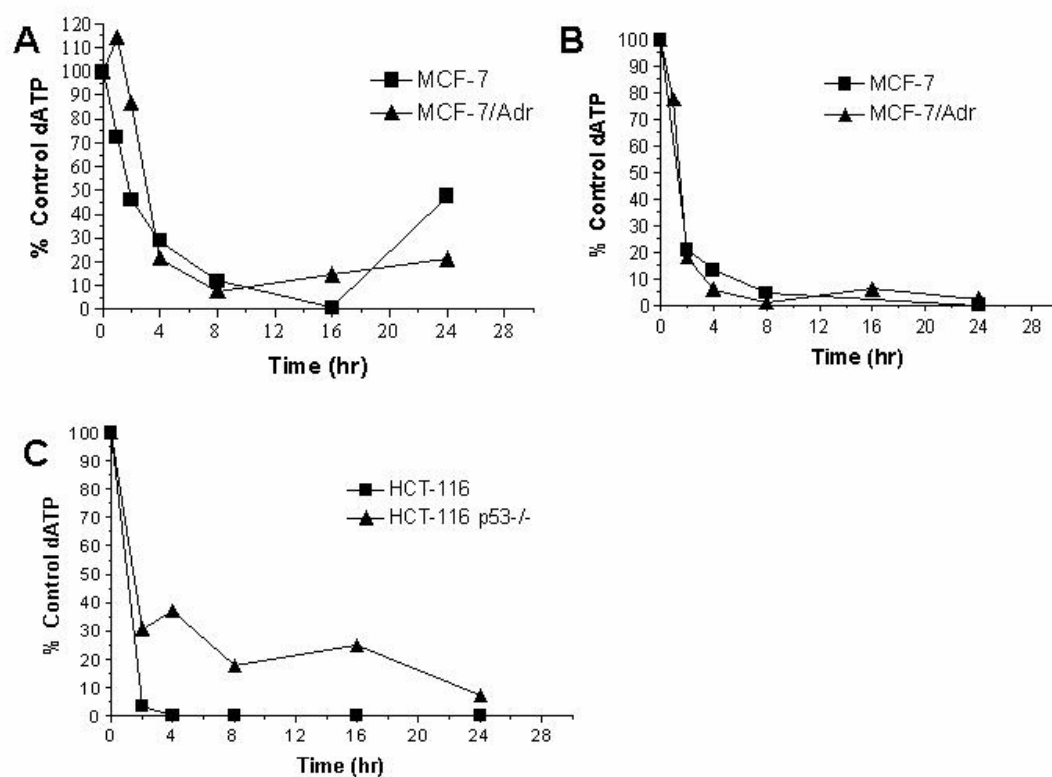 A
% Control dATP
120
110
100
90
80
70
60
50
40
30
20
10
0
MCF-7
MCF-7/Adr
0 4 8 12 16 20 24 28
Time (hr)
B
% Control dATP
100
90
80
70
60
50
40
30
20
10
0
MCF-7
MCF-7/Adr
0 4 8 12 16 20 24 28
Time (hr)
C
% Control dATP
100
90
80
70
60
50
40
30
20
10
0
HCT-116
HCT-116 p53-/-
0 4 8 12 16 20 24 28
Time (hr)